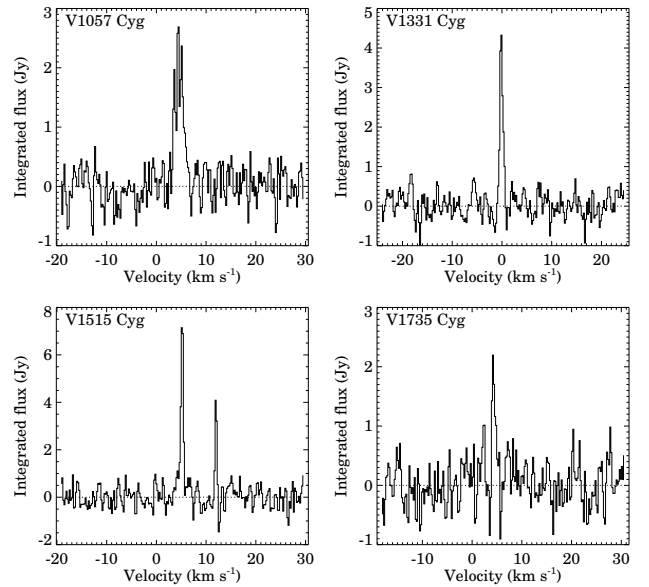 V1057 Cyg
3
2
1
0
-1
Integrated flux (Jy)
-20 -10 0 10 20 30
Velocity (km s-1)
V1331 Cyg
5
4
3
2
1
0
-1
Integrated flux (Jy)
-20 -10 0 10 20
Velocity (km s-1)
V1515 Cyg
8
6
4
2
0
-2
Integrated flux (Jy)
-20 -10 0 10 20 30
Velocity (km s-1)
V1735 Cyg
3
2
1
0
-1
Integrated flux (Jy)
-10 0 10 20 30
Velocity (km s-1)